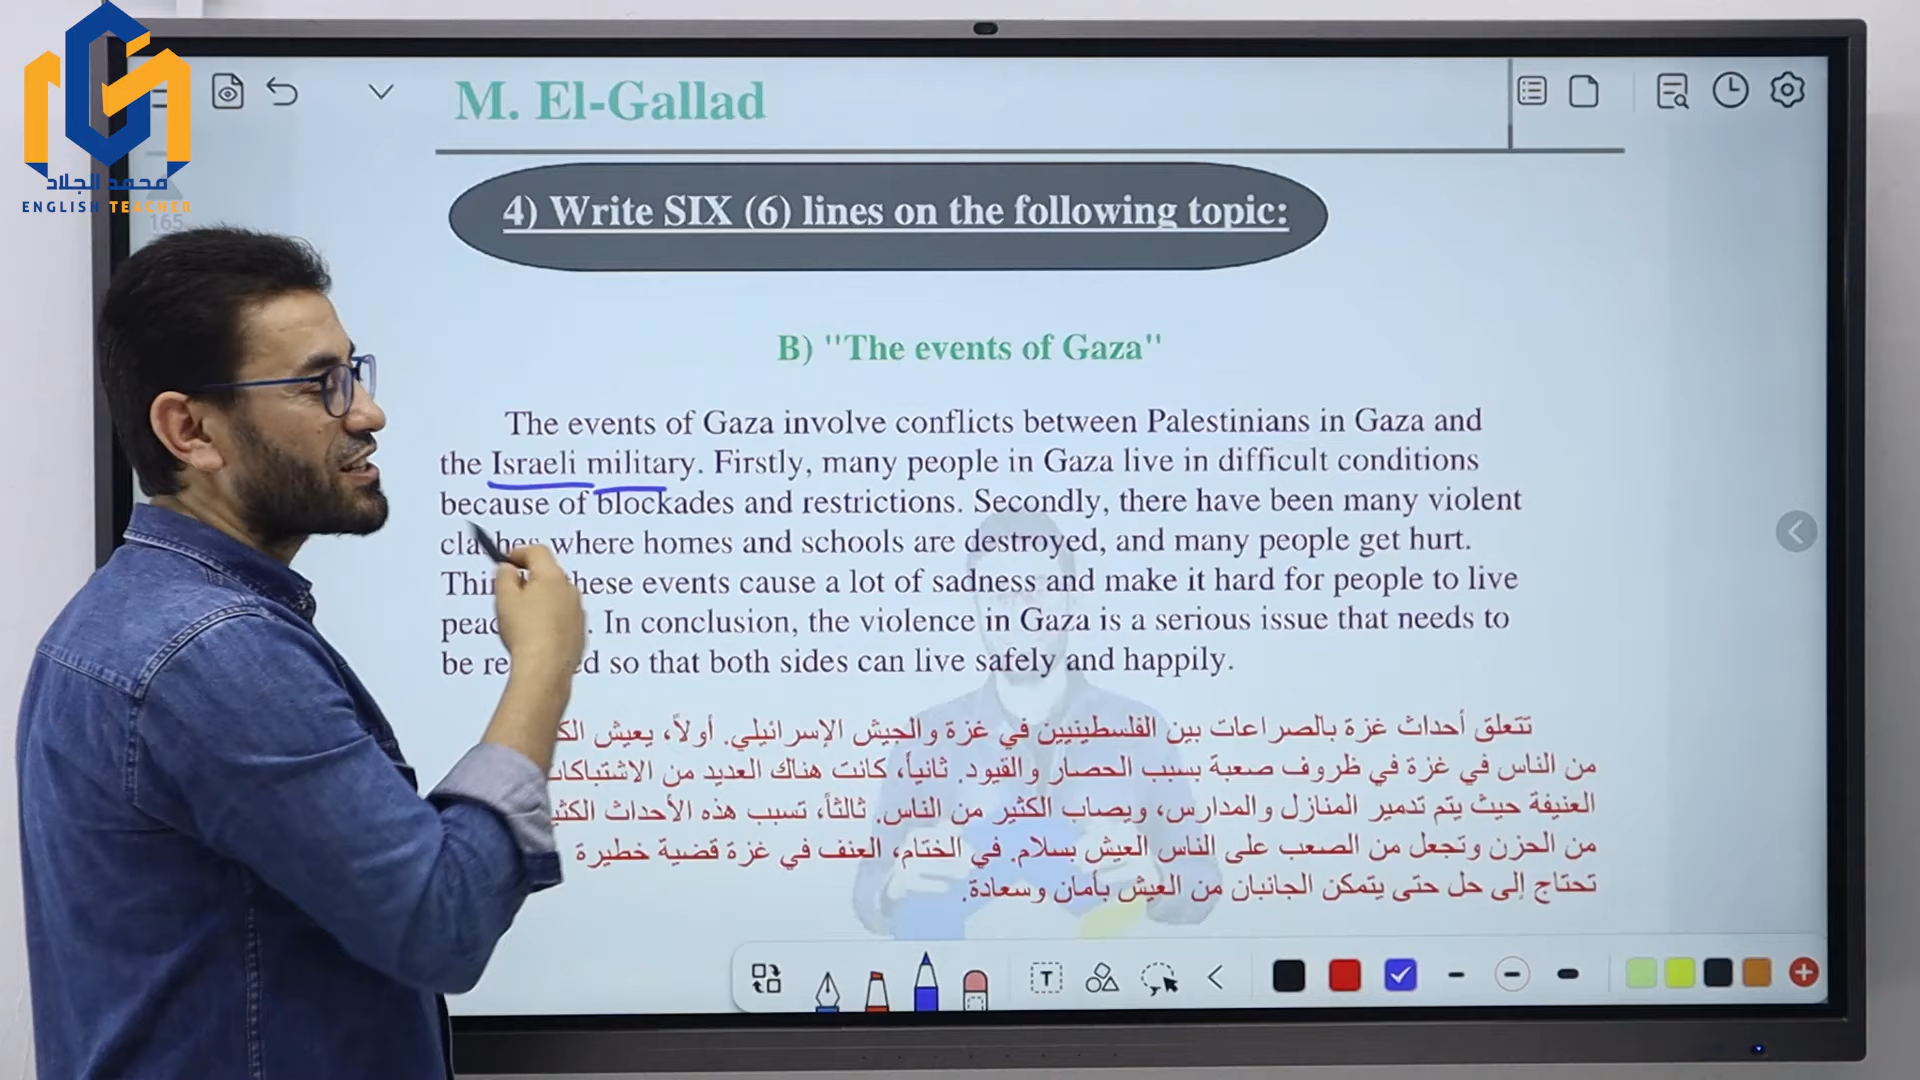 محمد الجلاد
ENGLISH TEACHER
165
M. El-Gallad
4) Write SIX (6) lines on the following topic:
B) "The events of Gaza"
The events of Gaza involve conflicts between Palestinians in Gaza and
the Israeli military. Firstly, many people in Gaza live in difficult conditions
because of blockades and restrictions. Secondly, there have been many violent
clashes where homes and schools are destroyed, and many people get hurt.
these events cause a lot of sadness and make it hard for people to live
In conclusion, the violence in Gaza is a serious issue that needs to
be so that both sides can live safely and happily.
تتعلق أحداث غزة بالصراعات بين الفلسطينيين في غزة والجيش الإسرائيلي. أولاً، يعيش
من الناس في غزة في ظروف صعبة بسبب الحصار والقيود. ثانياً، كانت هناك العديد من الاشتباكات
العنيفة حيث يتم تدمير المنازل والمدارس، ويصاب الكثير من الناس. ثالثاً، تسبب هذه الأحداث
من الحزن وتجعل من الصعب على الناس العيش بسلام. في الختام، العنف في غزة قضية خطيرة
تحتاج إلى حل حتى يتمكن الجانبان من العيش بأمان وسعادة.
T